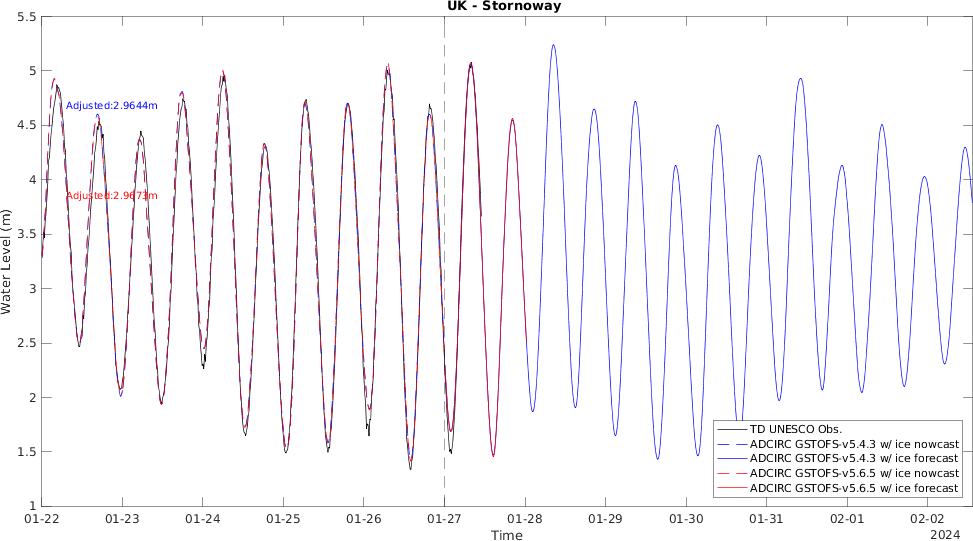 UK - Stornoway
5.5
5
4.5
4
3.5
3
2.5
2
1.5
1
Water Level (m)
Adjusted:2.9644m
Adjusted:2.9673m
TD UNESCO Obs.
ADCIRC GSTOFS-v5.4.3 w/ ice nowcast
ADCIRC GSTOFS-v5.4.3 w/ ice forecast
ADCIRC GSTOFS-v5.6.5 w/ ice nowcast
ADCIRC GSTOFS-v5.6.5 w/ ice forecast
01-22 01-23 01-24 01-25 01-26 01-27 01-28 01-29 01-30 01-31 02-01 02-02
Time
2024